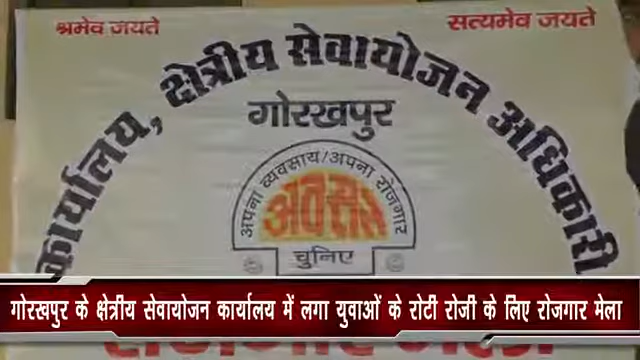 श्रमेव जयते
सत्यमेव जयते
कार्यालय, क्षेत्रीय सेवायोजन अधिकारी
गोरखपुर
अपना व्यवसाय/अपना रोजगार
अवसर
चुनिए
गोरखपुर के क्षेत्रीय सेवायोजन कार्यालय में लगा युवाओं के रोटी रोजी के लिए रोजगार मेला